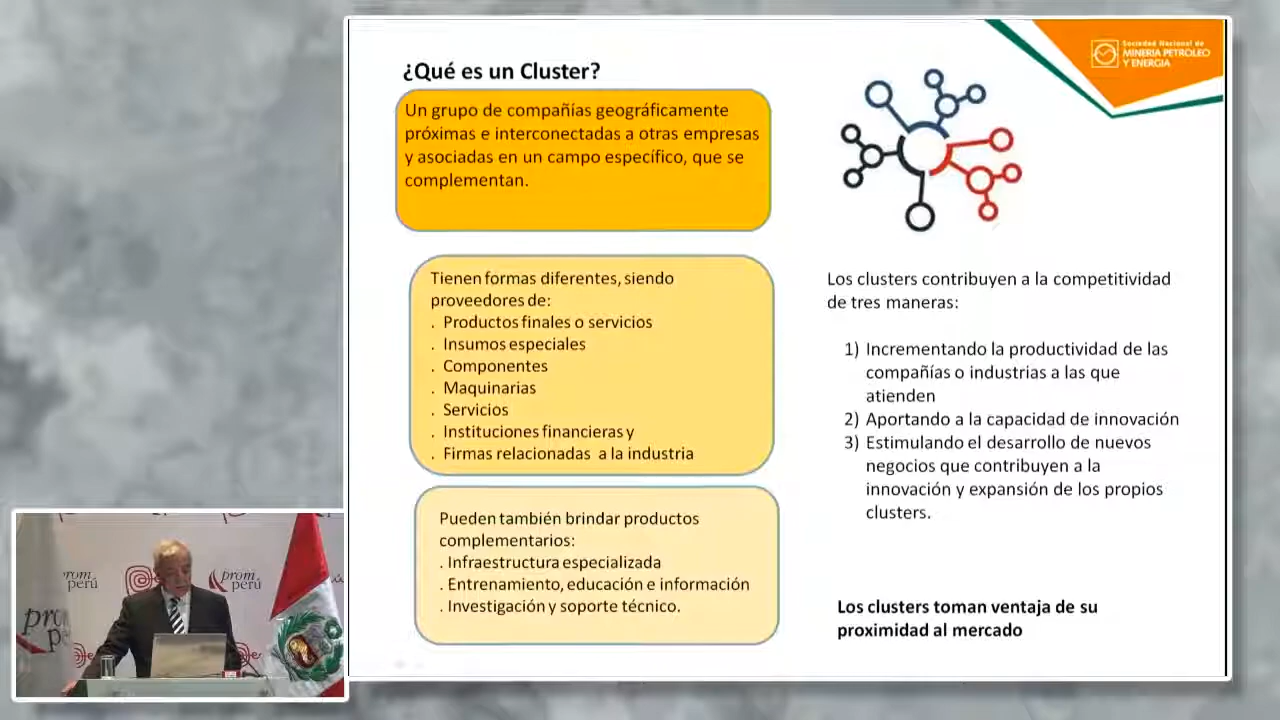 ¿Qué es un Cluster?
Un grupo de compañías geográficamente
próximas e interconectadas a otras empresas
y asociadas en un campo específico, que se
complementan.
Tienen formas diferentes, siendo
proveedores de:
. Productos finales o servicios
. Insumos especiales
. Componentes
. Maquinarias
. Servicios
. Instituciones financieras y
. Firmas relacionadas a la industria
Pueden también brindar productos
complementarios:
. Infraestructura especializada
. Entrenamiento, educación e información
. Investigación y soporte técnico.
Sociedad Nacional de
MINERIA PETROLEO
Y ENERGIA
Los clusters contribuyen a la competitividad
de tres maneras:
1) Incrementando la productividad de las
compañías o industrias a las que
atienden
2) Aportando a la capacidad de innovación
3) Estimulando el desarrollo de nuevos
negocios que contribuyen a la
innovación y expansión de los propios
clusters.
Los clusters toman ventaja de su
proximidad al mercado
prom
perú